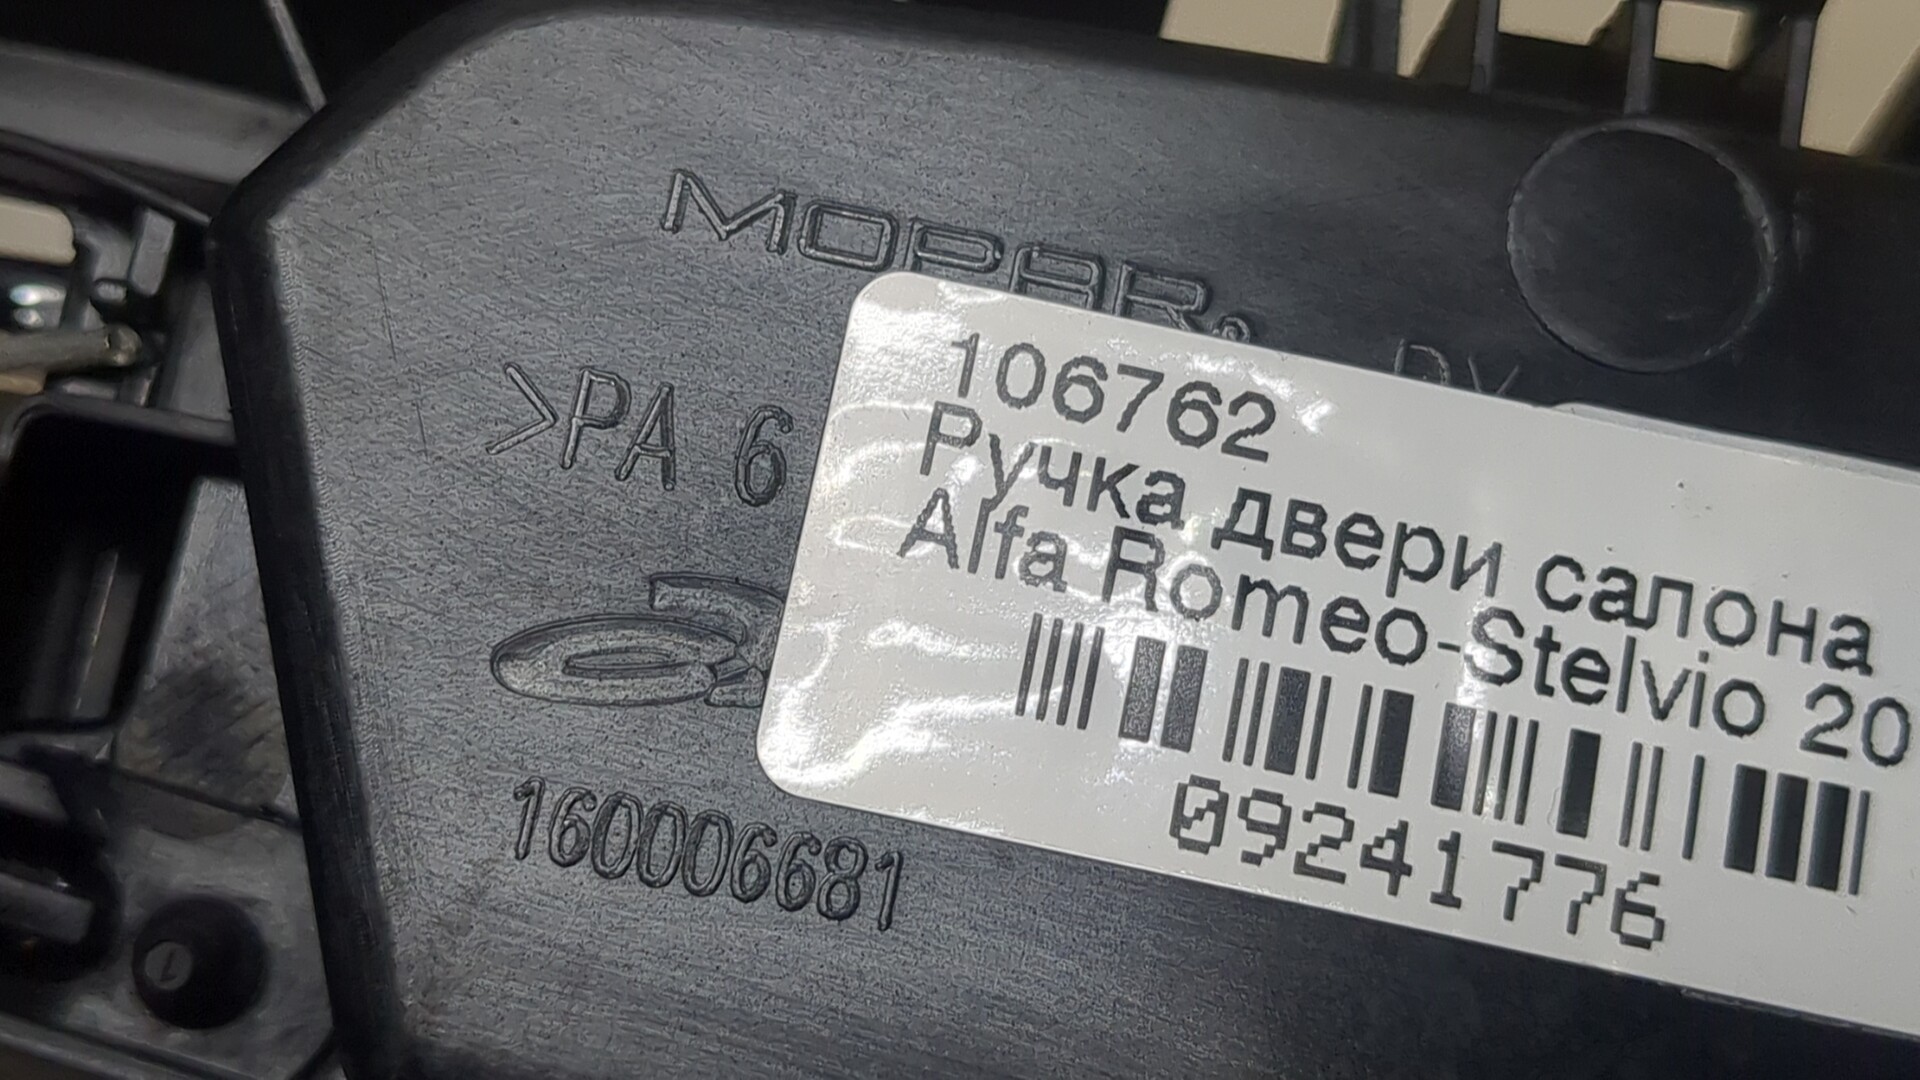 MOPAR
>PA 6
106762
Ручка двери салона
Alfa Romeo-Stelvio 20
09241776
160006681